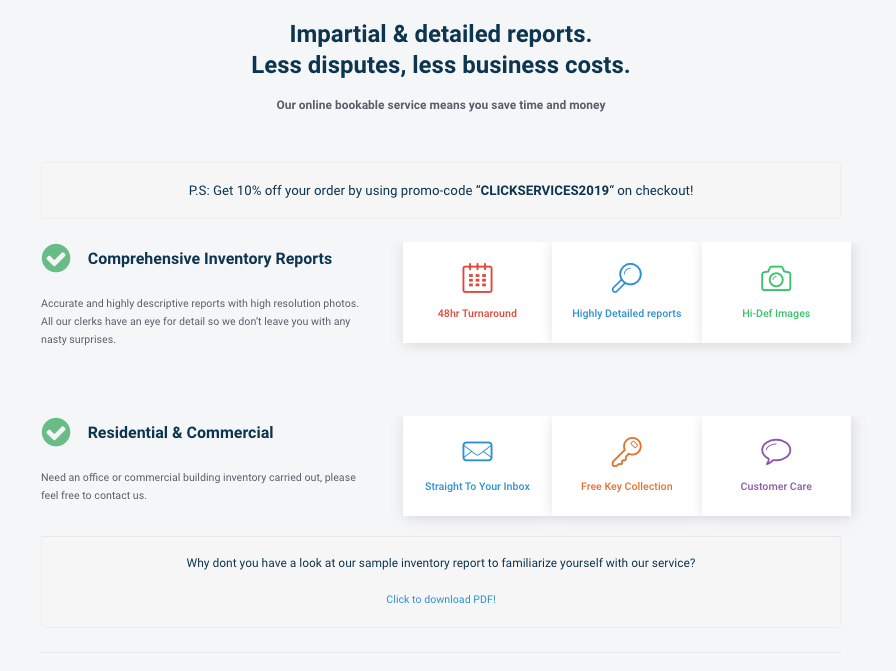 Impartial & detailed reports.
Less disputes, less business costs.
Our online bookable service means you save time and money
P.S: Get 10% off your order by using promo-code “CLICKSERVICES2019“ on checkout!
Comprehensive Inventory Reports
Accurate and highly descriptive reports with high resolution photos.
All our clerks have an eye for detail so we don’t leave you with any
nasty surprises.
48hr Turnaround
Highly Detailed reports
Hi-Def Images
Residential & Commercial
Need an office or commercial building inventory carried out, please
feel free to contact us.
Straight To Your Inbox
Free Key Collection
Customer Care
Why dont you have a look at our sample inventory report to familiarize yourself with our service?
Click to download PDF!